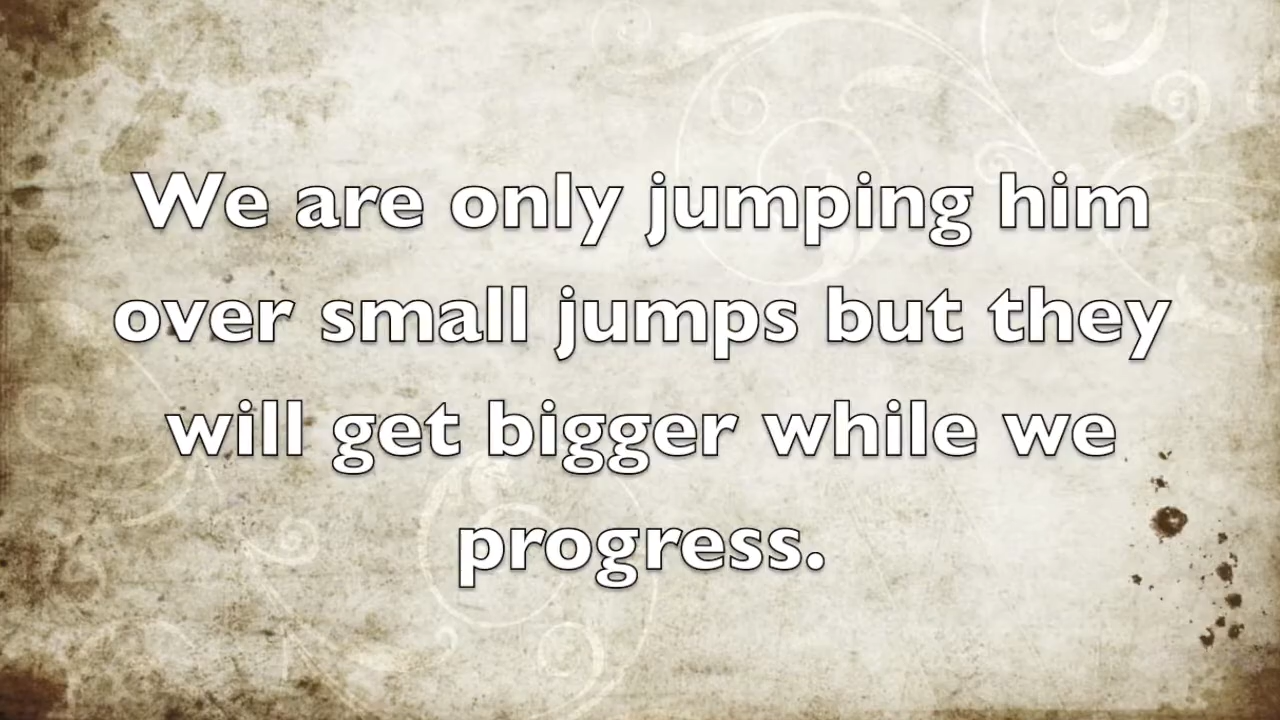 We are only jumping him
over small jumps but they
will get bigger while we
progress.